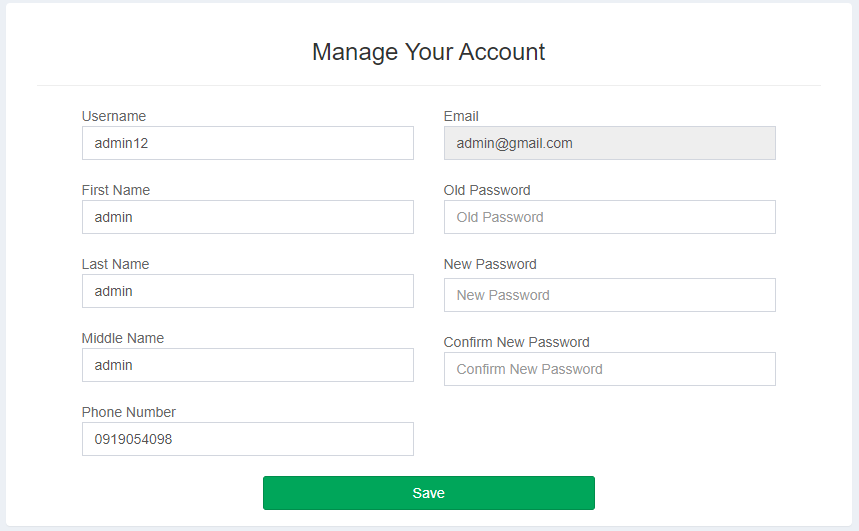 Manage Your Account
Username
admin12
First Name
admin
Last Name
admin
Middle Name
admin
Phone Number
0919054098
Email
admin@gmail.com
Old Password
Old Password
New Password
New Password
Confirm New Password
Confirm New Password
Save